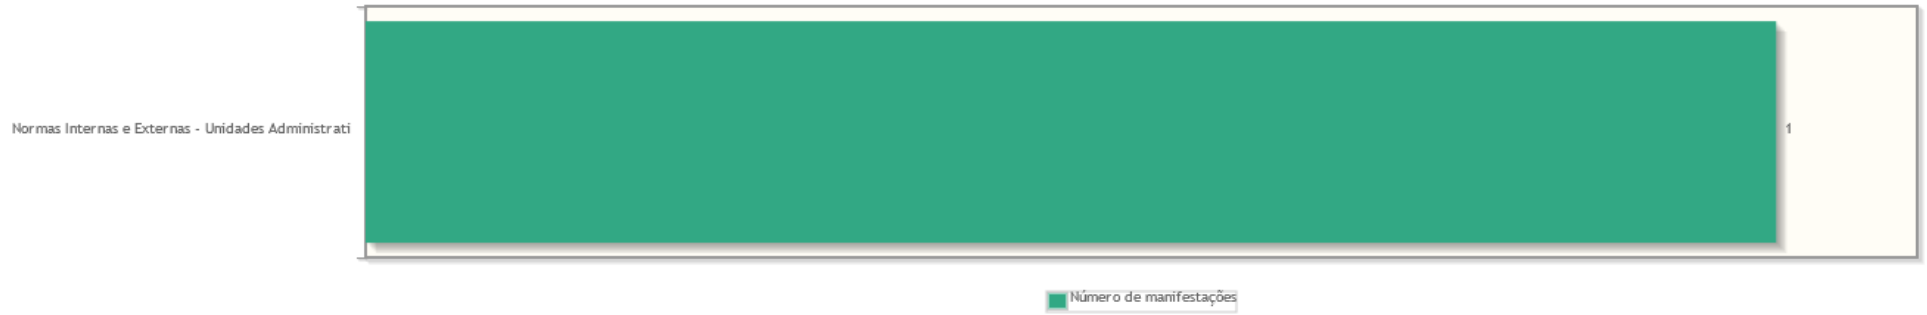 Normas Internas e Externas - Unidades Administrati
1
Número de manifestações